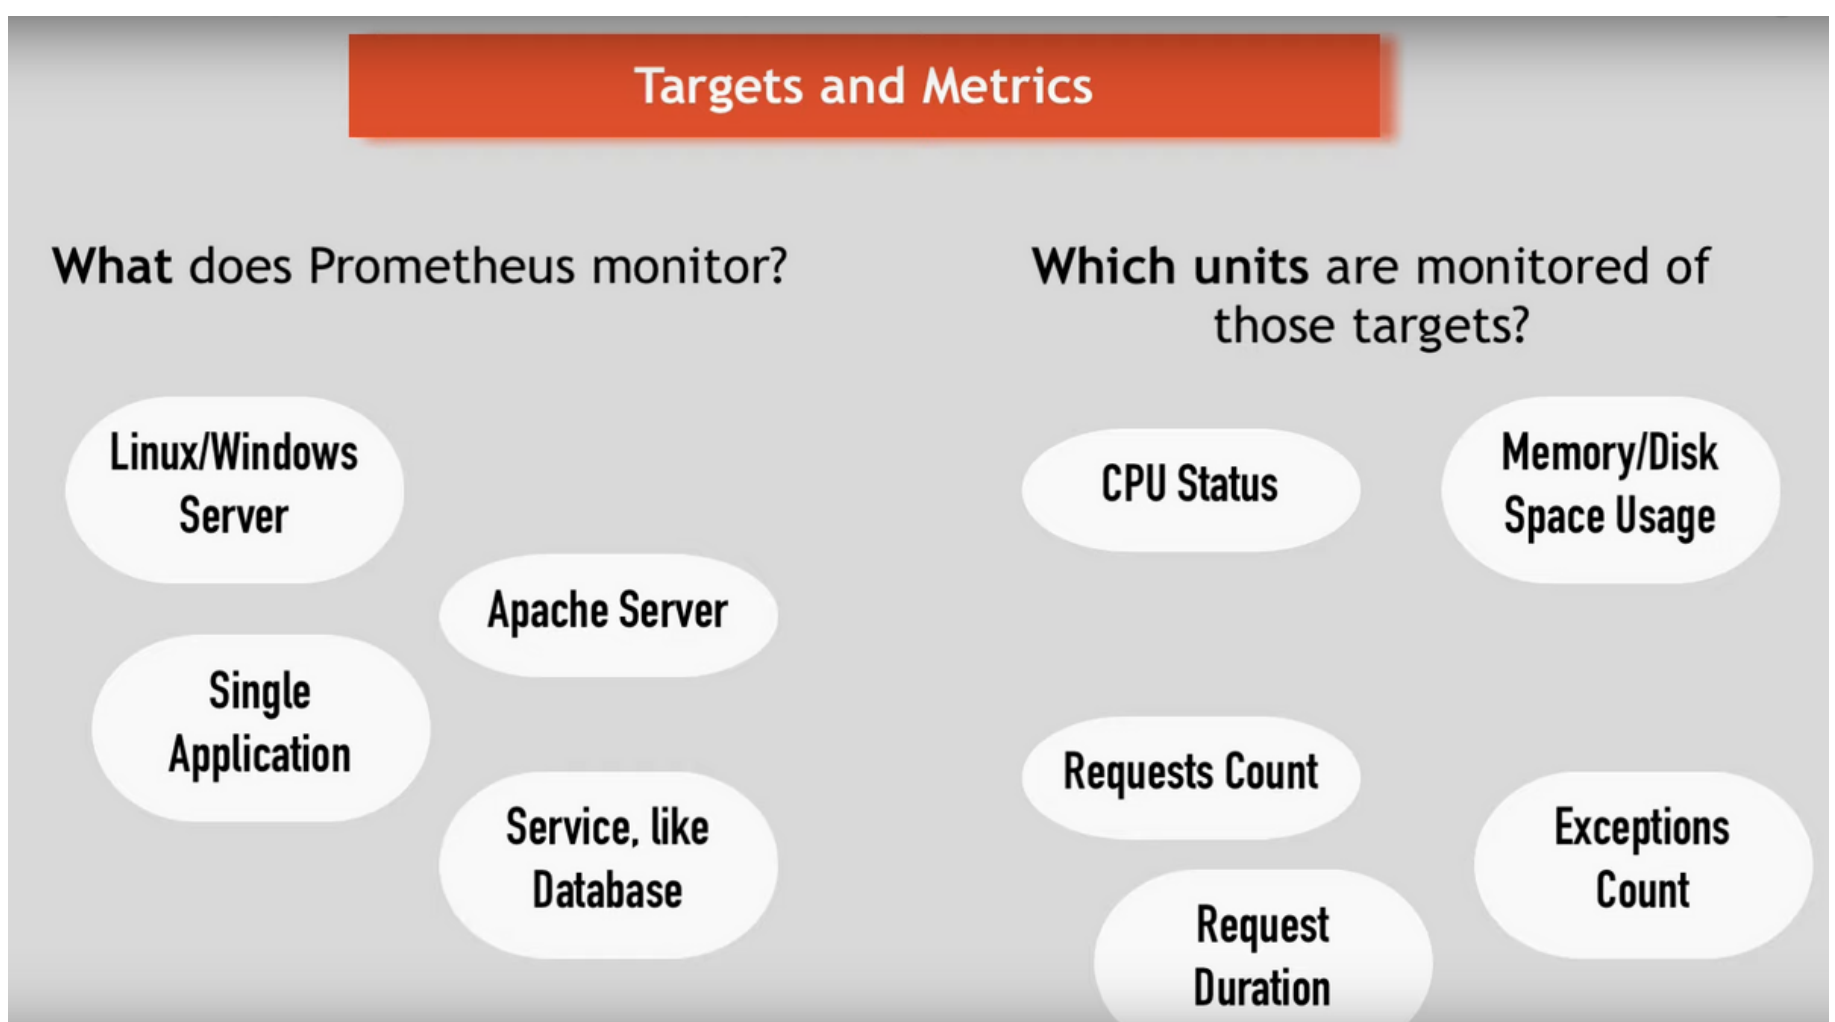 Targets and Metrics
What does Prometheus monitor?
Linux/Windows
Server
Apache Server
Single
Application
Service, like
Database
Which units are monitored of
those targets?
CPU Status
Memory/Disk
Space Usage
Requests Count
Exceptions
Count
Request
Duration